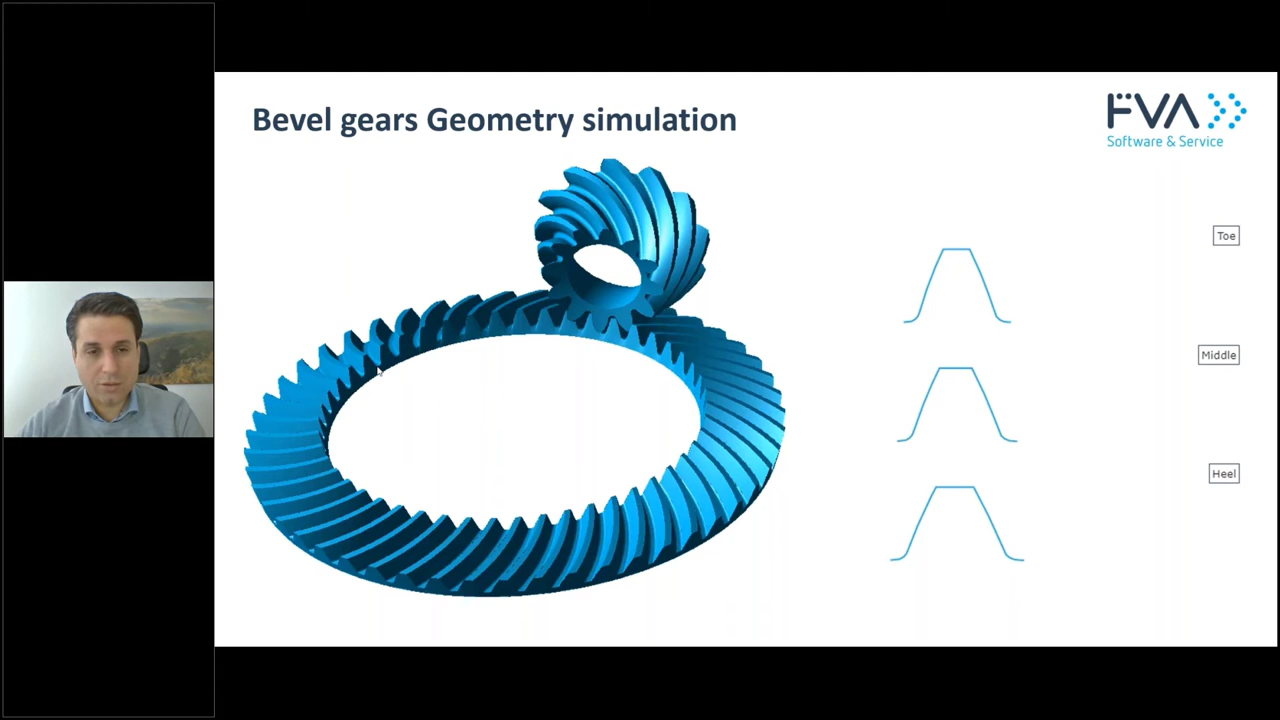 Bevel gears Geometry simulation
FVA
Software & Service
Toe
Middle
Heel